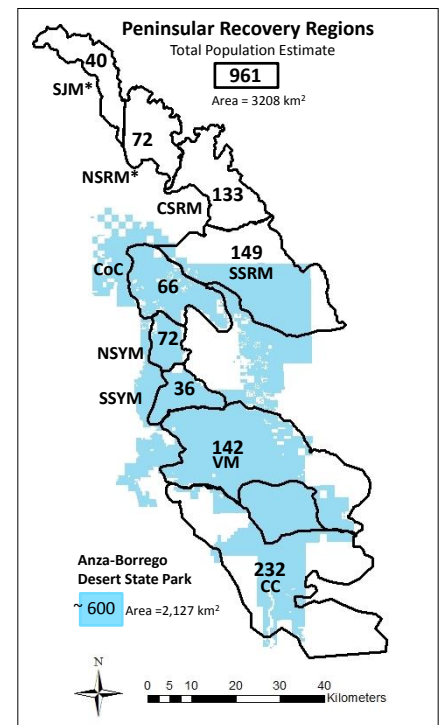 Peninsular Recovery Regions
Total Population Estimate
961
Area = 3208 km²
40
SJM*
72
NSRM*
CSRM
133
149
SSRM
CoC
66
NSYM
72
SSYM
36
142
VM
232
CC
Anza-Borrego
Desert State Park
~ 600 Area =2,127 km²
N
0 5 10 20 30 40
Kilometers